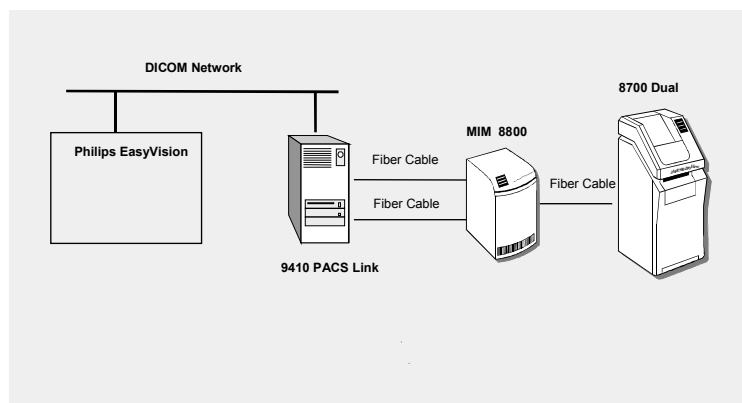 DICOM Network
8700 Dual
MIM 8800
Philips EasyVision
Fiber Cable
Fiber Cable
Fiber Cable
9410 PACS Link